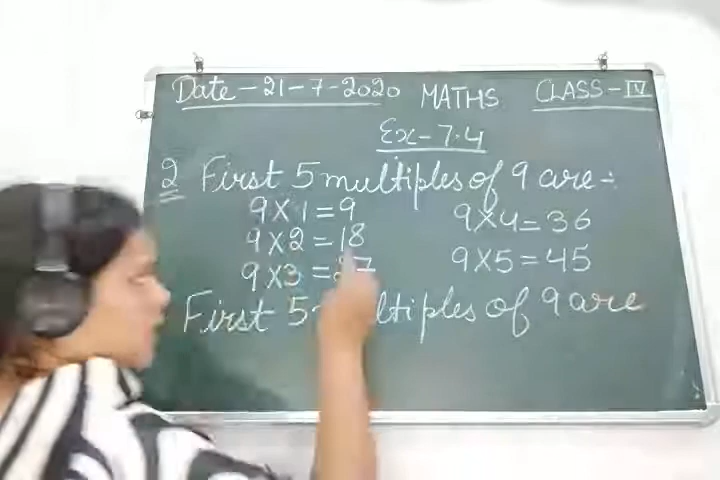 Date - 21 - 7 - 2020 MATHS CLASS - IV
Ex - 7.4
2 First 5 multiples of 9 are :-
9 X 1 = 9
9 X 2 = 18
9 X 3 = 27
9 X 4 = 36
9 X 5 = 45
First 5 multiples of 9 are